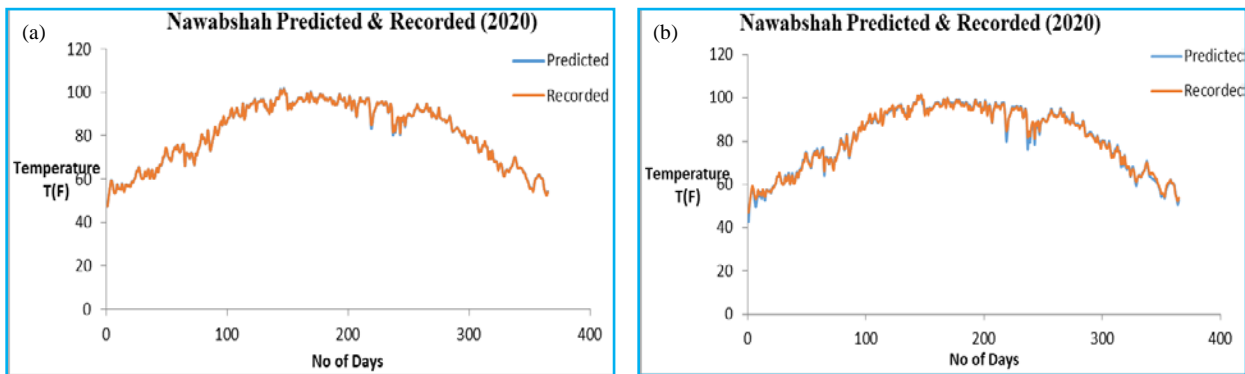 (a)
Nawabshah Predicted & Recorded (2020)
120
100
80
60
40
20
0
Temperature
T(F)
Predicted
Recorded
0
100
200
300
400
No of Days
(b)
Nawabshah Predicted & Recorded (2020)
120
100
80
60
40
20
0
Temperature
T(F)
Predictec
Recordec
0
100
200
300
400
No of Days